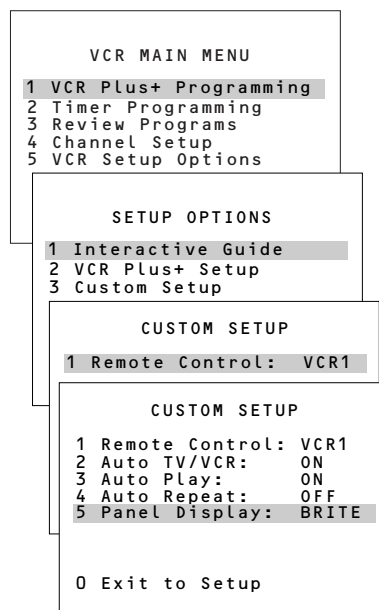 VCR MAIN MENU
1 VCR Plus+ Programming
2 Timer Programming
3 Review Programs
4 Channel Setup
5 VCR Setup Options
SETUP OPTIONS
1 Interactive Guide
2 VCR Plus+ Setup
3 Custom Setup
CUSTOM SETUP
1 Remote Control: VCR1
CUSTOM SETUP
1 Remote Control: VCR1
2 Auto TV/VCR: ON
3 Auto Play: ON
4 Auto Repeat: OFF
5 Panel Display: BRITE
0 Exit to Setup